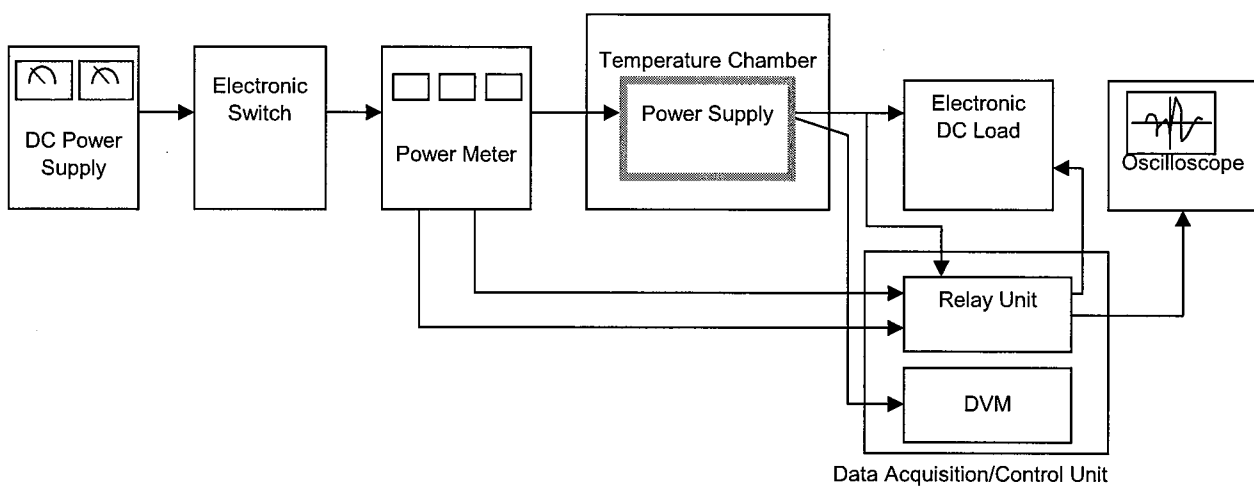 DC Power
Supply
Electronic
Switch
Power Meter
Temperature Chamber
Power Supply
Electronic
DC Load
Oscilloscope
Relay Unit
DVM
Data Acquisition/Control Unit